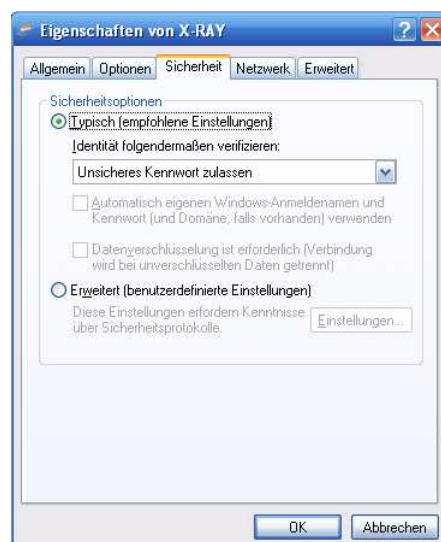 Eigenschaften von X-RAY
Allgemein Optionen Sicherheit Netzwerk Erweitert
Sicherheitsoptionen
Typisch (empfohlene Einstellungen)
Identität folgendermaßen verifizieren:
Unsicheres Kennwort zulassen
Automatisch eigenen Windows-Anmeldenamen und
Kennwort (und Domäne, falls vorhanden) verwenden
Datenverschlüsselung ist erforderlich (Verbindung
wird bei unverschlüsselten Daten getrennt)
Erweitert (benutzerdefinierte Einstellungen)
Diese Einstellungen erfordern Kenntnisse
über Sicherheitsprotokolle.
Einstellungen...
OK Abbrechen